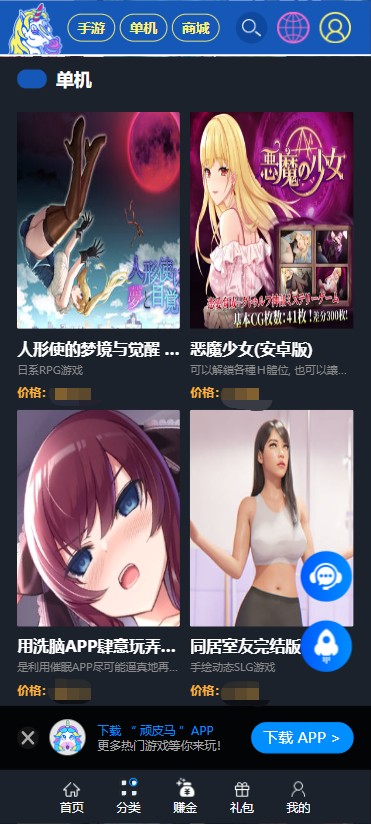 手游 单机 商城
单机
人形使
夢と目覚
悪魔の少女
基本CG枚数:41枚!差分300枚!
人形使的梦境与觉醒 ...
恶魔少女(安卓版)
日系RPG游戏
可以解鎖各種Ｈ體位, 也可以讓...
价格:
价格:
用洗脑APP肆意玩弄...
同居室友完结版
是利用催眠APP尽可能逼真地再...
手绘动态SLG游戏
价格:
价格:
下载 “ 顽皮马 ” APP
更多热门游戏等你来玩!
下载 APP >
首页 分类 赚金 礼包 我的